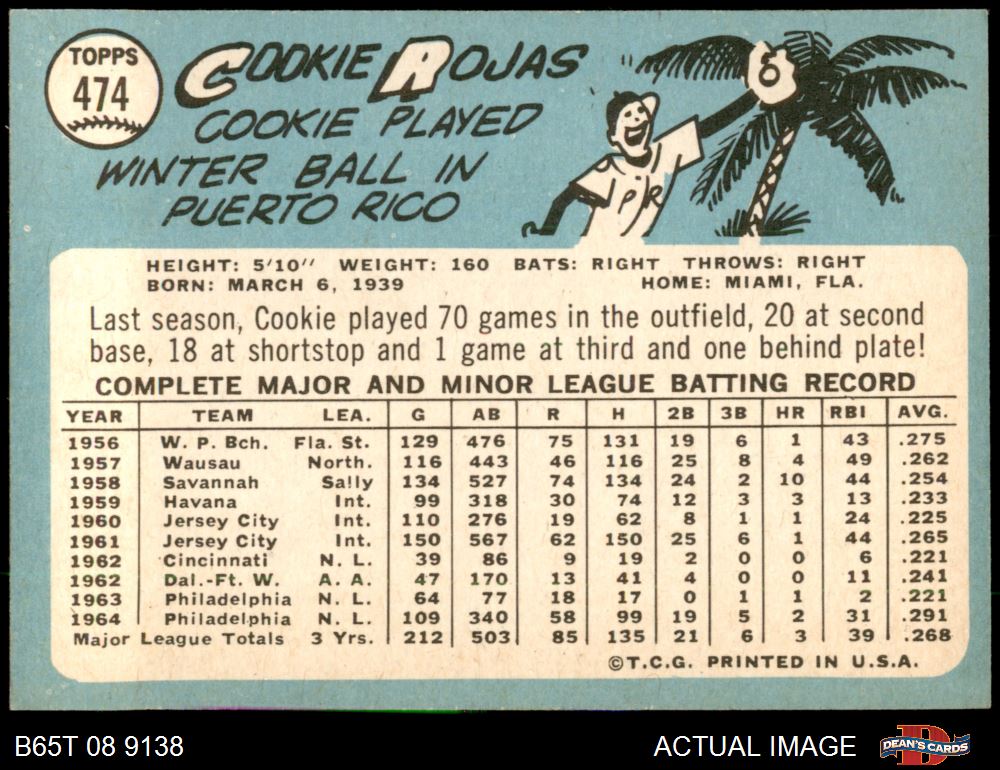 TOPPS
474
COOKIE ROJAS
COOKIE PLAYED
WINTER BALL IN
PUERTO RICO
6
PR
HEIGHT: 5'10" WEIGHT: 160 BATS: RIGHT THROWS: RIGHT
BORN: MARCH 6, 1939 HOME: MIAMI, FLA.
Last season, Cookie played 70 games in the outfield, 20 at second
base, 18 at shortstop and 1 game at third and one behind plate!
COMPLETE MAJOR AND MINOR LEAGUE BATTING RECORD
YEAR TEAM LEA. G AB R H 2B 3B HR RBI AVG.
1956 W. P. Bch. Fla. St. 129 476 75 131 19 6 1 43 .275
1957 Wausau North. 116 443 46 116 25 8 4 49 .262
1958 Savannah Sally 134 527 74 134 24 2 10 44 .254
1959 Havana Int. 99 318 30 74 12 3 3 13 .233
1960 Jersey City Int. 110 276 19 62 8 1 1 24 .225
1961 Jersey City Int. 150 567 62 150 25 6 1 44 .265
1962 Cincinnati N. L. 39 86 9 19 2 0 0 6 .221
1962 Dal.-Ft. W. A. A. 47 170 13 41 4 0 0 11 .241
1963 Philadelphia N. L. 64 77 18 17 0 1 1 2 .221
1964 Philadelphia N. L. 109 340 58 99 19 5 2 31 .291
Major League Totals 3 Yrs. 212 503 85 135 21 6 3 39 .268
©T.C.G. PRINTED IN U.S.A.
B65T 08 9138 ACTUAL IMAGE D DEAN'S CARDS